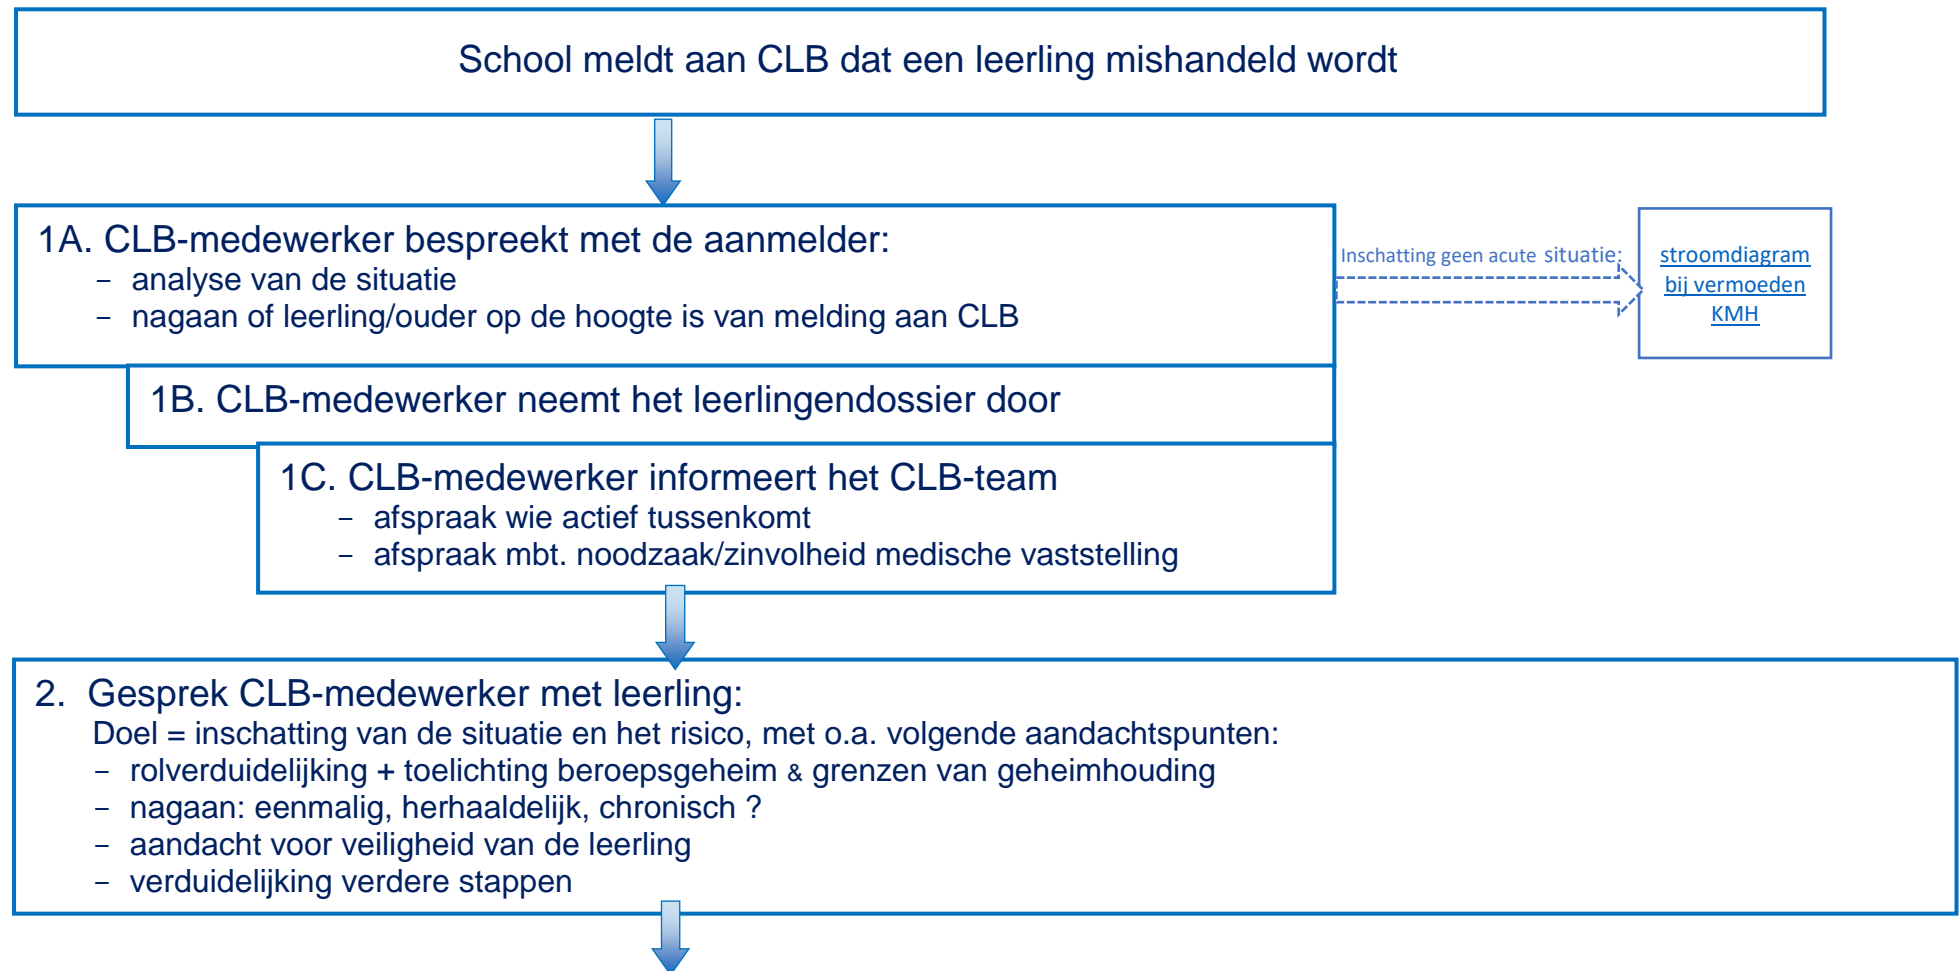 School meldt aan CLB dat een leerling mishandeld wordt
1A. CLB-medewerker bespreekt met de aanmelder:
- analyse van de situatie
- nagaan of leerling/ouder op de hoogte is van melding aan CLB
Inschatting geen acute situatie:
stroomdiagram
bij vermoeden
KMH
1B. CLB-medewerker neemt het leerlingendossier door
1C. CLB-medewerker informeert het CLB-team
- afspraak wie actief tussenkomt
- afspraak mbt. noodzaak/zinvolheid medische vaststelling
2. Gesprek CLB-medewerker met leerling:
Doel = inschatting van de situatie en het risico, met o.a. volgende aandachtspunten:
- rolverduidelijking + toelichting beroepsgeheim & grenzen van geheimhouding
- nagaan: eenmalig, herhaaldelijk, chronisch ?
- aandacht voor veiligheid van de leerling
- verduidelijking verdere stappen